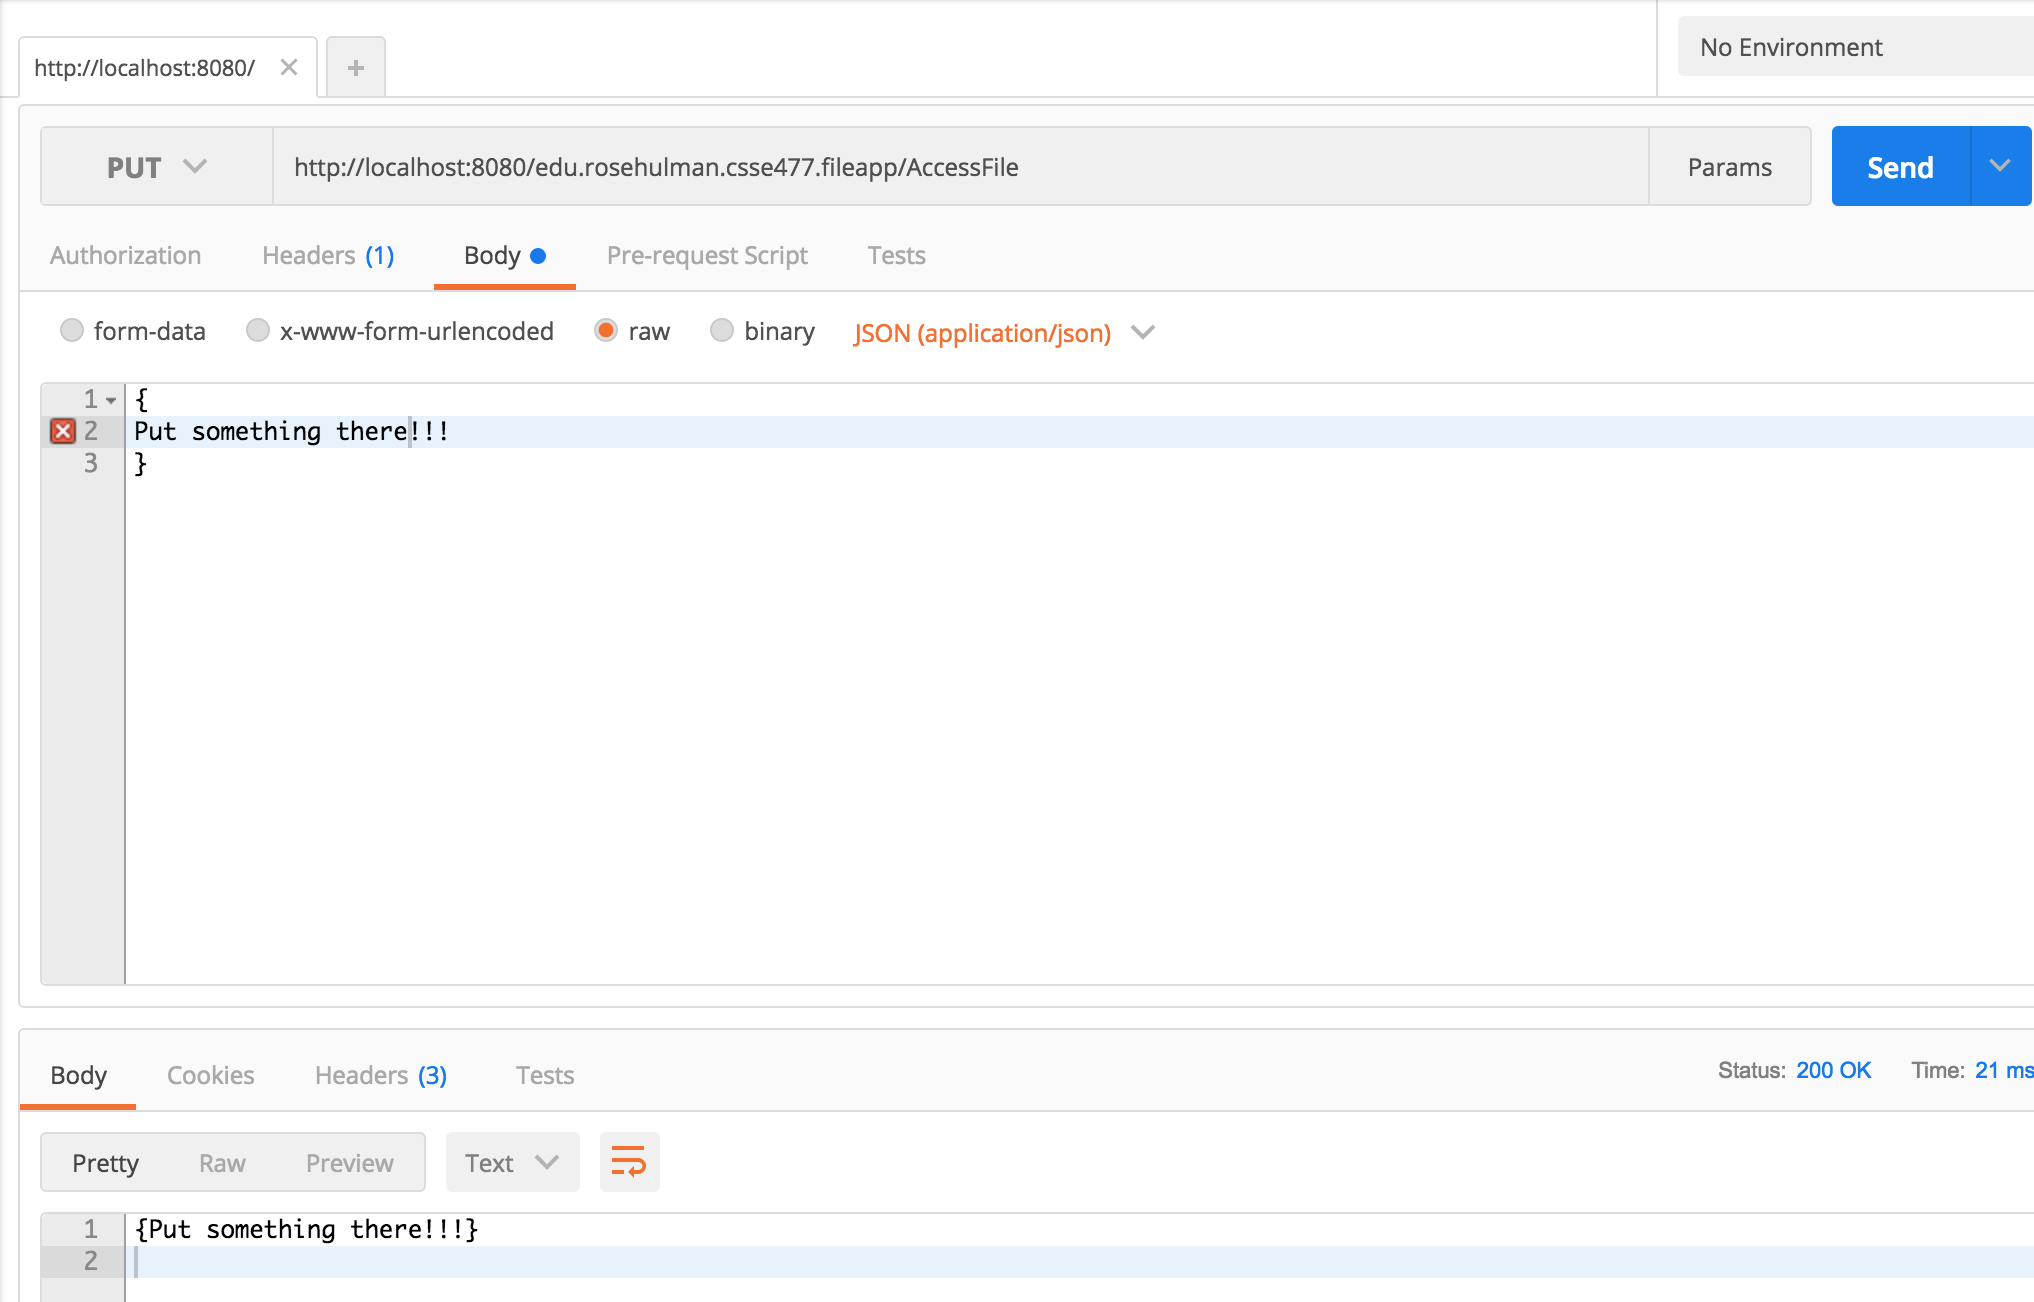 http://localhost:8080/
No Environment
PUT http://localhost:8080/edu.rosehulman.csse477.fileapp/AccessFile Params Send
Authorization Headers (1) Body Pre-request Script Tests
form-data x-www-form-urlencoded raw binary JSON (application/json)
1 {
2 Put something there!!!
3 }
Body Cookies Headers (3) Tests Status: 200 OK Time: 21 ms
Pretty Raw Preview Text
1 {Put something there!!!}
2